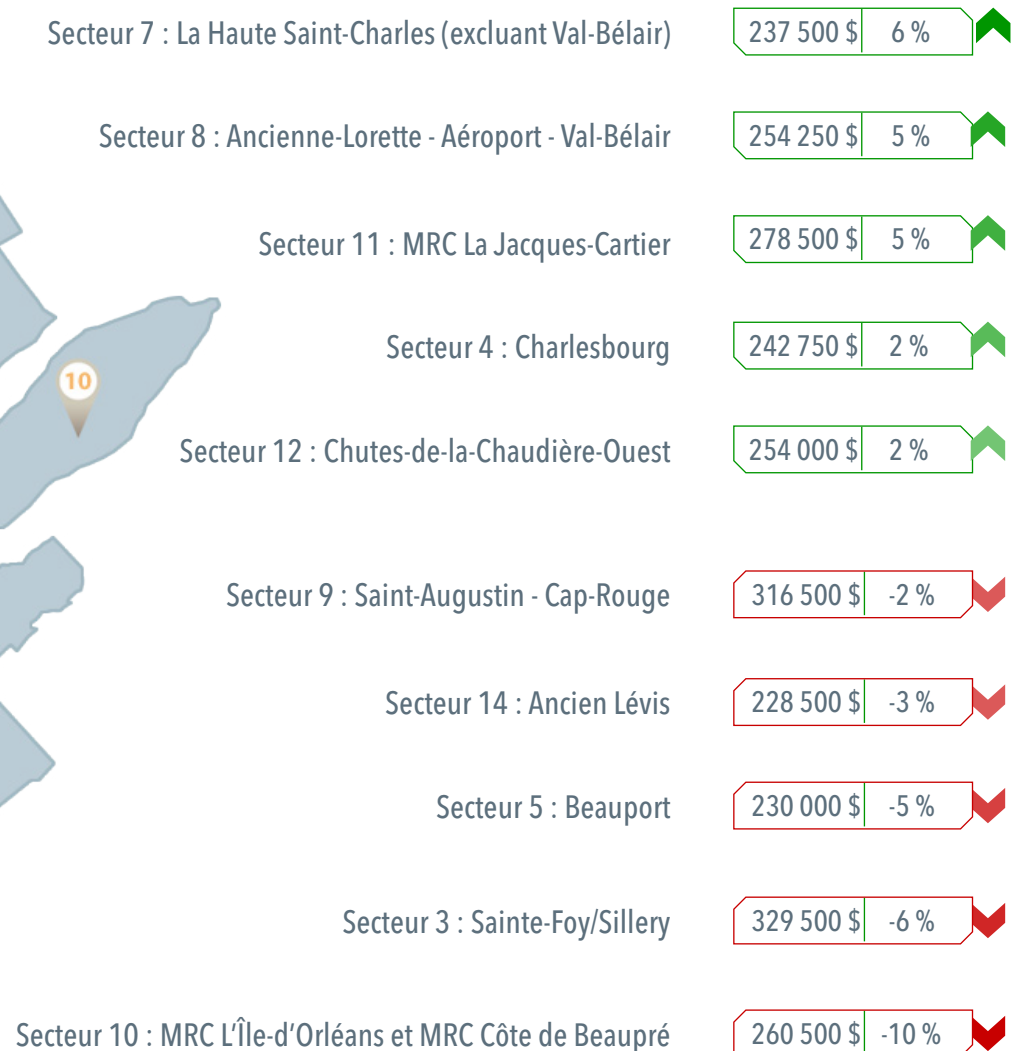 Secteur 7 : La Haute Saint-Charles (excluant Val-Bélair) 237 500 $ 6 %
Secteur 8 : Ancienne-Lorette - Aéroport - Val-Bélair 254 250 $ 5 %
Secteur 11 : MRC La Jacques-Cartier 278 500 $ 5 %
Secteur 4 : Charlesbourg 242 750 $ 2 %
10
Secteur 12 : Chutes-de-la-Chaudière-Ouest 254 000 $ 2 %
Secteur 9 : Saint-Augustin - Cap-Rouge 316 500 $ -2 %
Secteur 14 : Ancien Lévis 228 500 $ -3 %
Secteur 5 : Beauport 230 000 $ -5 %
Secteur 3 : Sainte-Foy/Sillery 329 500 $ -6 %
Secteur 10 : MRC L'Île-d'Orléans et MRC Côte de Beaupré 260 500 $ -10 %